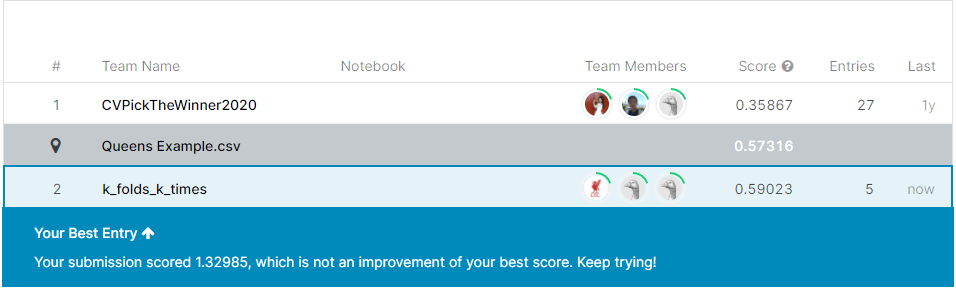 # Team Name Notebook Team Members Score Entries Last
1 CVPickTheWinner2020 0.35867 27 1y
Queens Example.csv 0.57316
2 k_folds_k_times 0.59023 5 now
Your Best Entry
Your submission scored 1.32985, which is not an improvement of your best score. Keep trying!